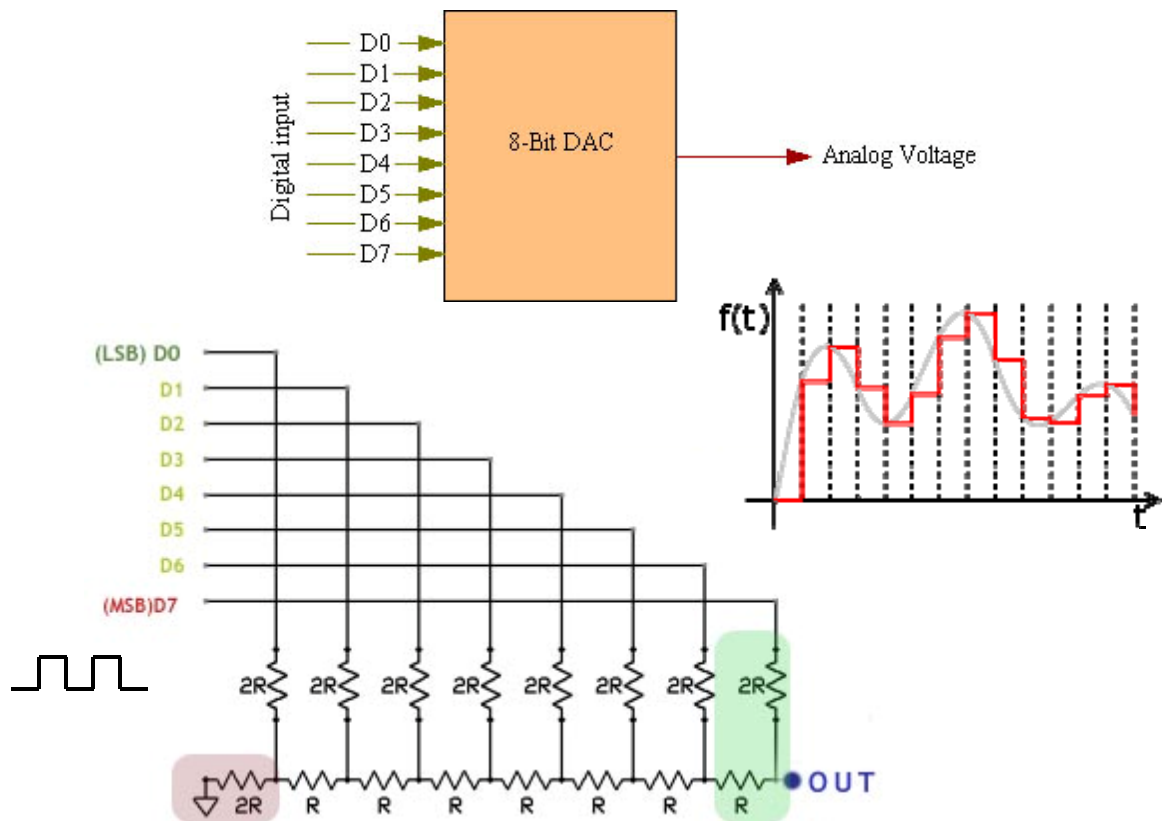 D0
D1
D2
D3
D4
D5
D6
D7
Digital input
8-Bit DAC
Analog Voltage
f(t)
t
(LSB) D0
D1
D2
D3
D4
D5
D6
(MSB)D7
2R 2R 2R 2R 2R 2R 2R 2R
2R R R R R R R R
OUT